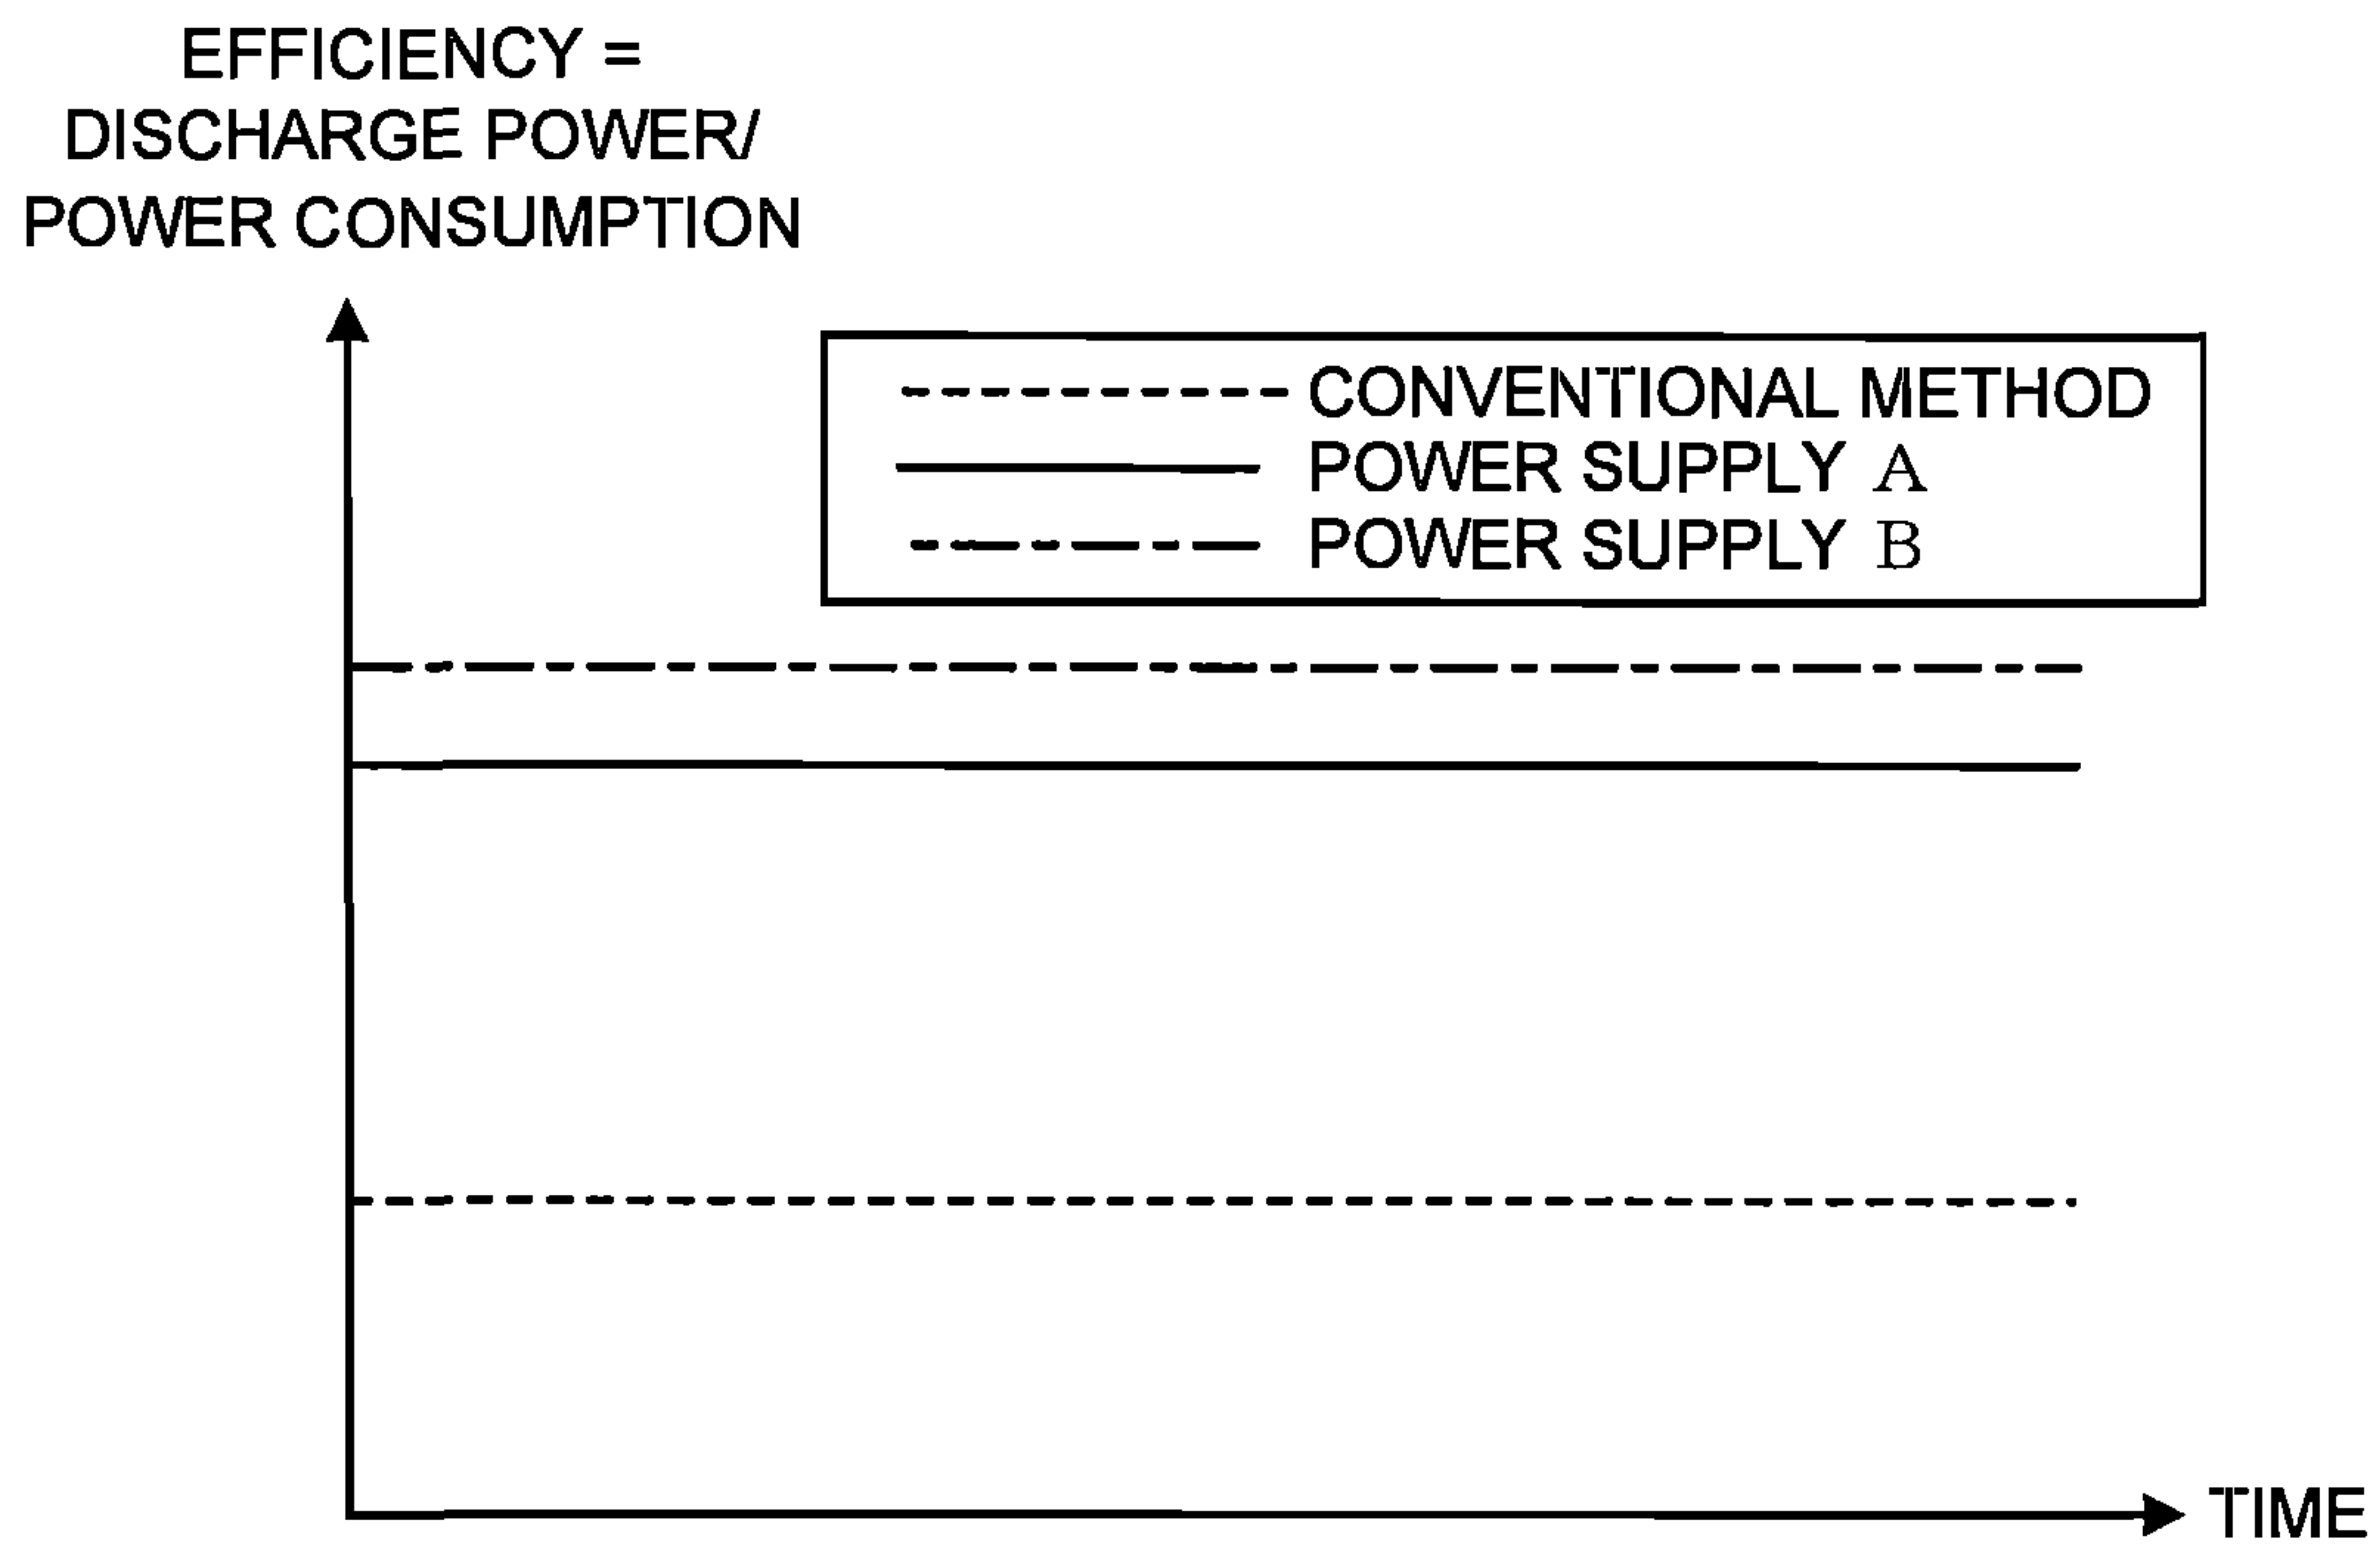 EFFICIENCY =
DISCHARGE POWER/
POWER CONSUMPTION
CONVENTIONAL METHOD
POWER SUPPLY A
POWER SUPPLY B
TIME